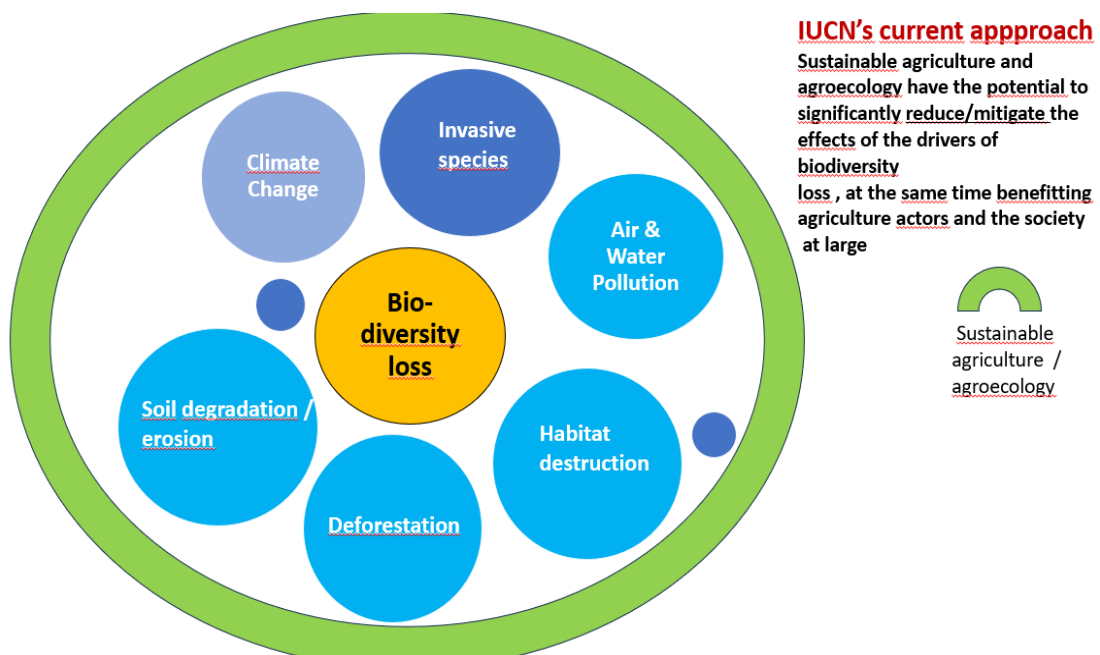 IUCN's current appproach
Sustainable agriculture and
agroecology have the potential to
significantly reduce/mitigate the
effects of the drivers of
biodiversity
loss , at the same time benefitting
agriculture actors and the society
at large
Climate
Change
Invasive
species
Air &
Water
Pollution
Bio-
diversity
loss
Soil degradation /
erosion
Habitat
destruction
Deforestation
Sustainable
agriculture /
agroecology